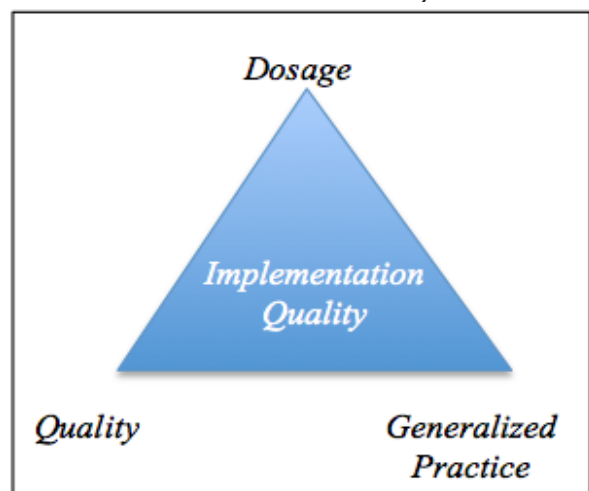 Dosage
Implementation
Quality
Quality
Generalized
Practice